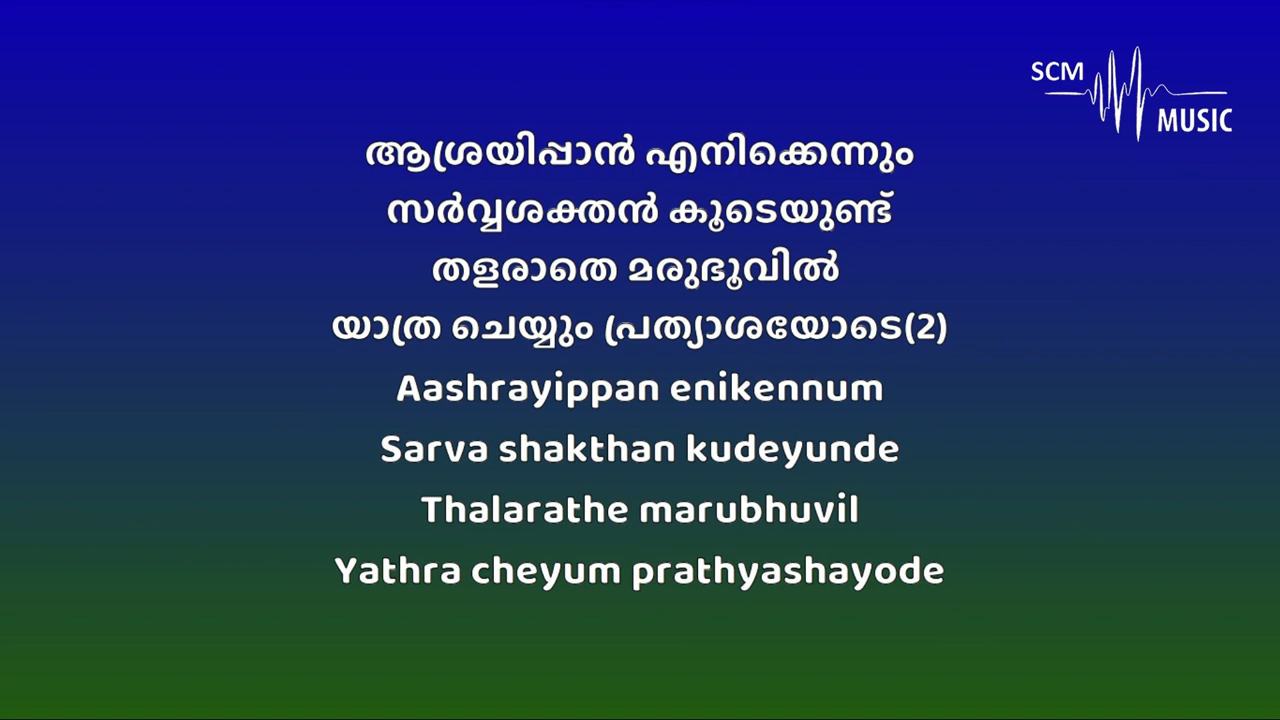 SCM
MUSIC
ആശ്രയിപ്പാൻ എനിക്കെന്നും
സർവ്വശക്തൻ കൂടെയുണ്ട്
തളരാതെ മരുഭൂവിൽ
യാത്ര ചെയ്യും പ്രത്യാശയോടെ(2)
Aashrayippan enikennum
Sarva shakthan kudeyunde
Thalarathe marubhuvil
Yathra cheyum prathyashayode